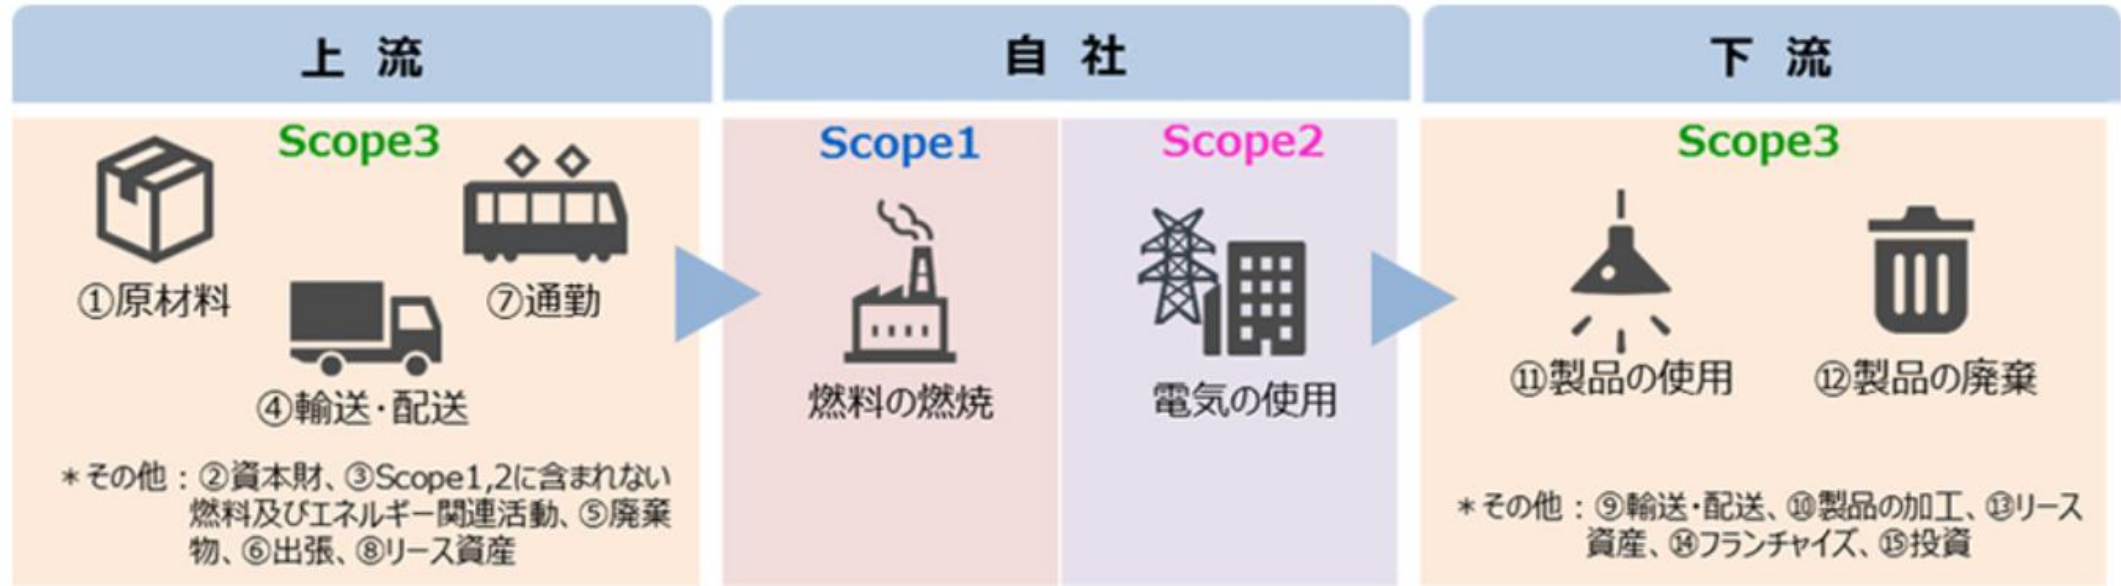 上流
Scope3
①原材料
⑦通勤
④輸送・配送
＊その他：②資本財、③Scope1,2に含まれない
燃料及びエネルギー関連活動、⑤廃棄
物、⑥出張、⑧リース資産
自社
Scope1
燃料の燃焼
Scope2
電気の使用
下流
Scope3
⑪製品の使用
⑫製品の廃棄
＊その他：⑨輸送・配送、⑩製品の加工、⑬リース
資産、⑭フランチャイズ、⑮投資